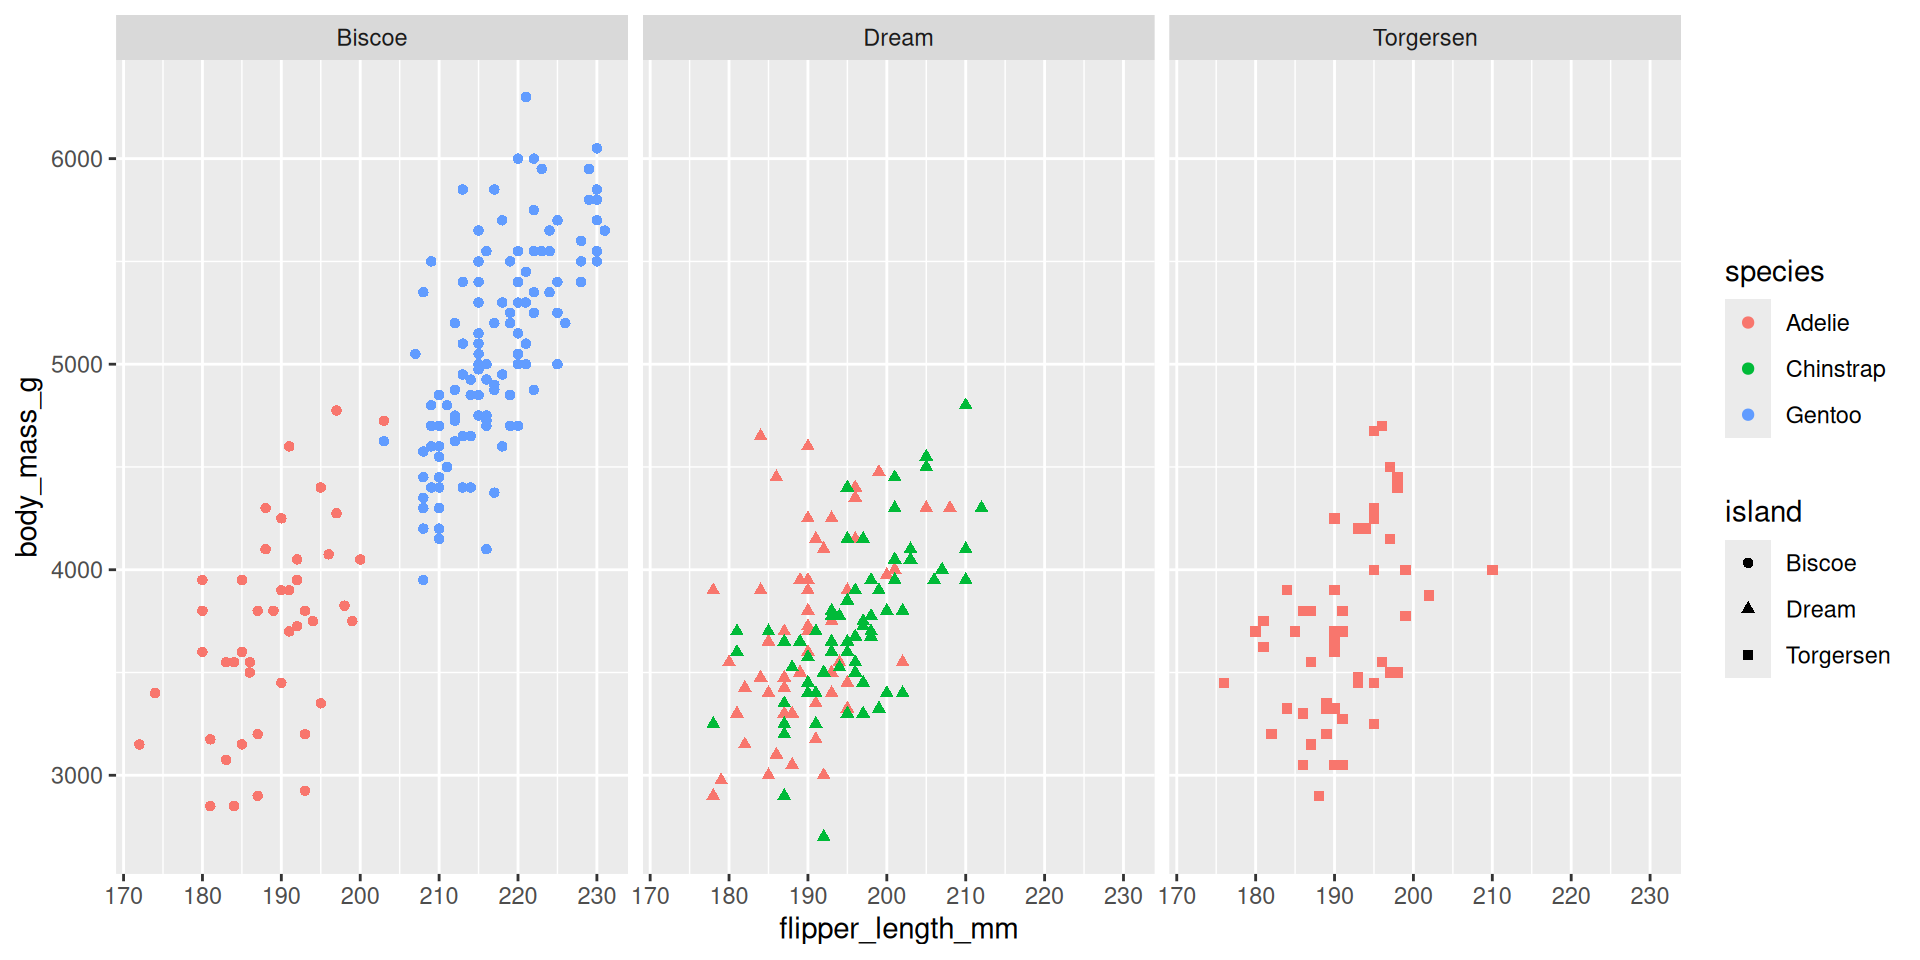 Biscoe Dream Torgersen
6000
5000
4000
3000
body_mass_g
170 180 190 200 210 220 230 170 180 190 200 210 220 230 170 180 190 200 210 220 230
flipper_length_mm
species
Adelie
Chinstrap
Gentoo
island
Biscoe
Dream
Torgersen